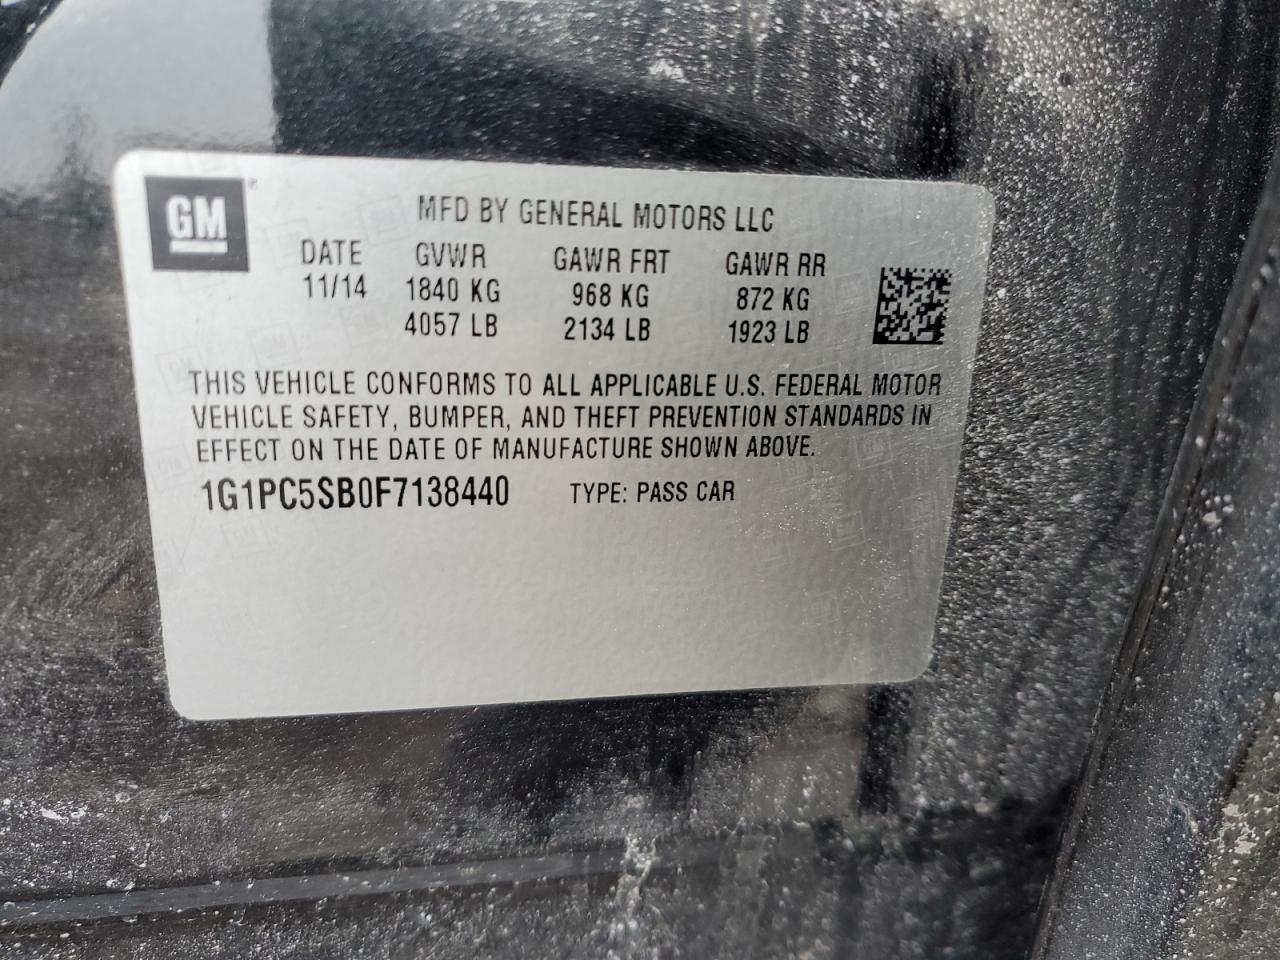 GM
MFD BY GENERAL MOTORS LLC
DATE GVWR GAWR FRT GAWR RR
11/14 1840 KG 968 KG 872 KG
4057 LB 2134 LB 1923 LB
THIS VEHICLE CONFORMS TO ALL APPLICABLE U.S. FEDERAL MOTOR
VEHICLE SAFETY, BUMPER, AND THEFT PREVENTION STANDARDS IN
EFFECT ON THE DATE OF MANUFACTURE SHOWN ABOVE.
1G1PC5SB0F7138440 TYPE: PASS CAR